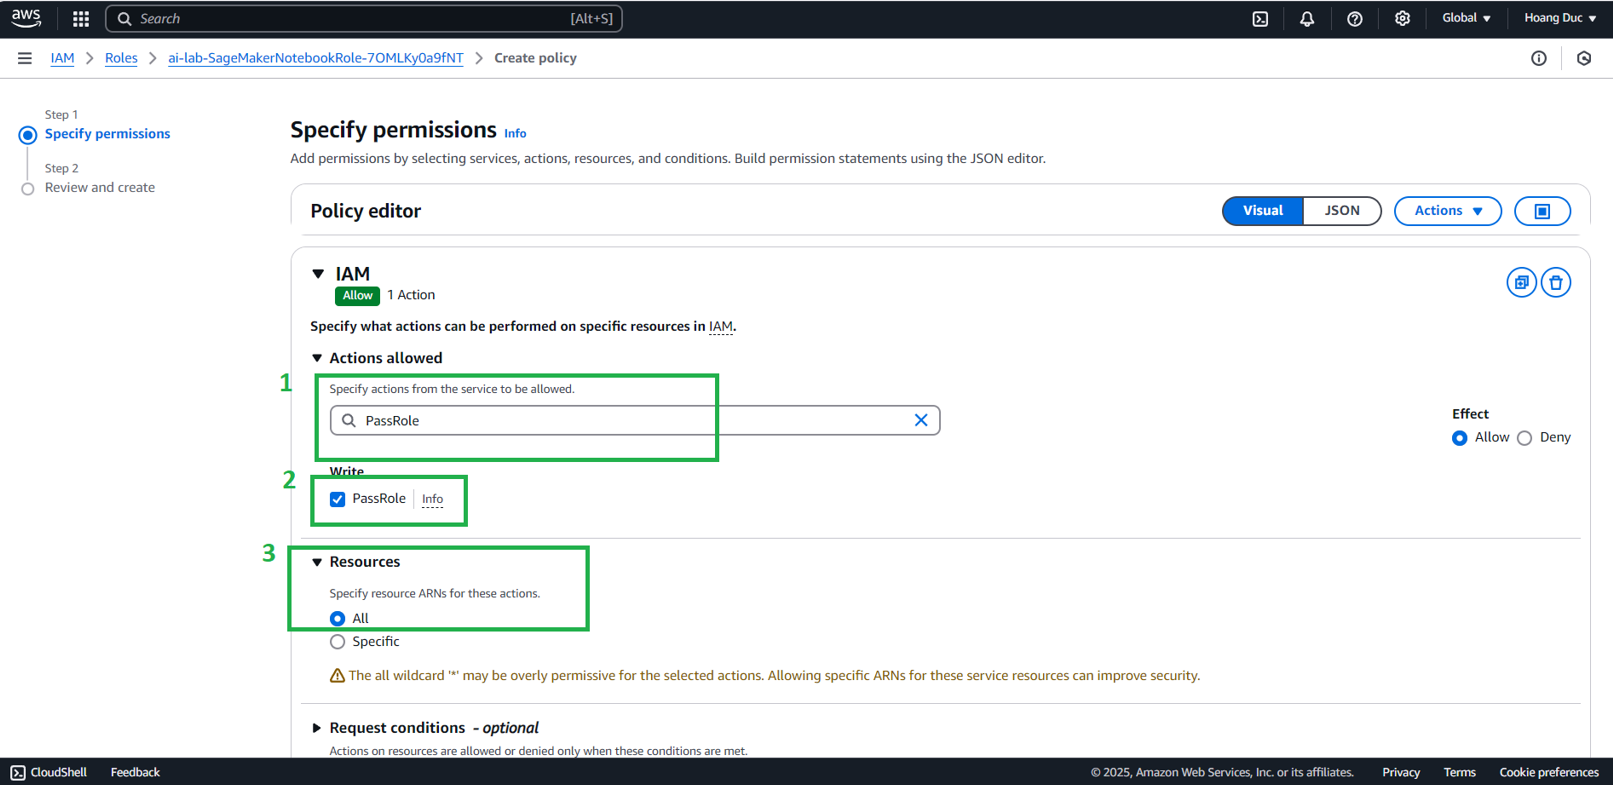 aws
Search [Alt+S] Global Hoang Duc
IAM Roles ai-lab-SageMakerNotebookRole-7OMLKy0a9fNT Create policy
Step 1
Specify permissions
Step 2
Review and create
Specify permissions Info
Add permissions by selecting services, actions, resources, and conditions. Build permission statements using the JSON editor.
Policy editor Visual JSON Actions
IAM
Allow 1 Action
Specify what actions can be performed on specific resources in IAM.
Actions allowed
1
Specify actions from the service to be allowed.
PassRole
Effect
Allow Deny
Write
2
PassRole Info
3
Resources
Specify resource ARNs for these actions.
All
Specific
The all wildcard '*' may be overly permissive for the selected actions. Allowing specific ARNs for these service resources can improve security.
Request conditions - optional
Actions on resources are allowed or denied only when these conditions are met.
CloudShell Feedback © 2025, Amazon Web Services, Inc. or its affiliates. Privacy Terms Cookie preferences